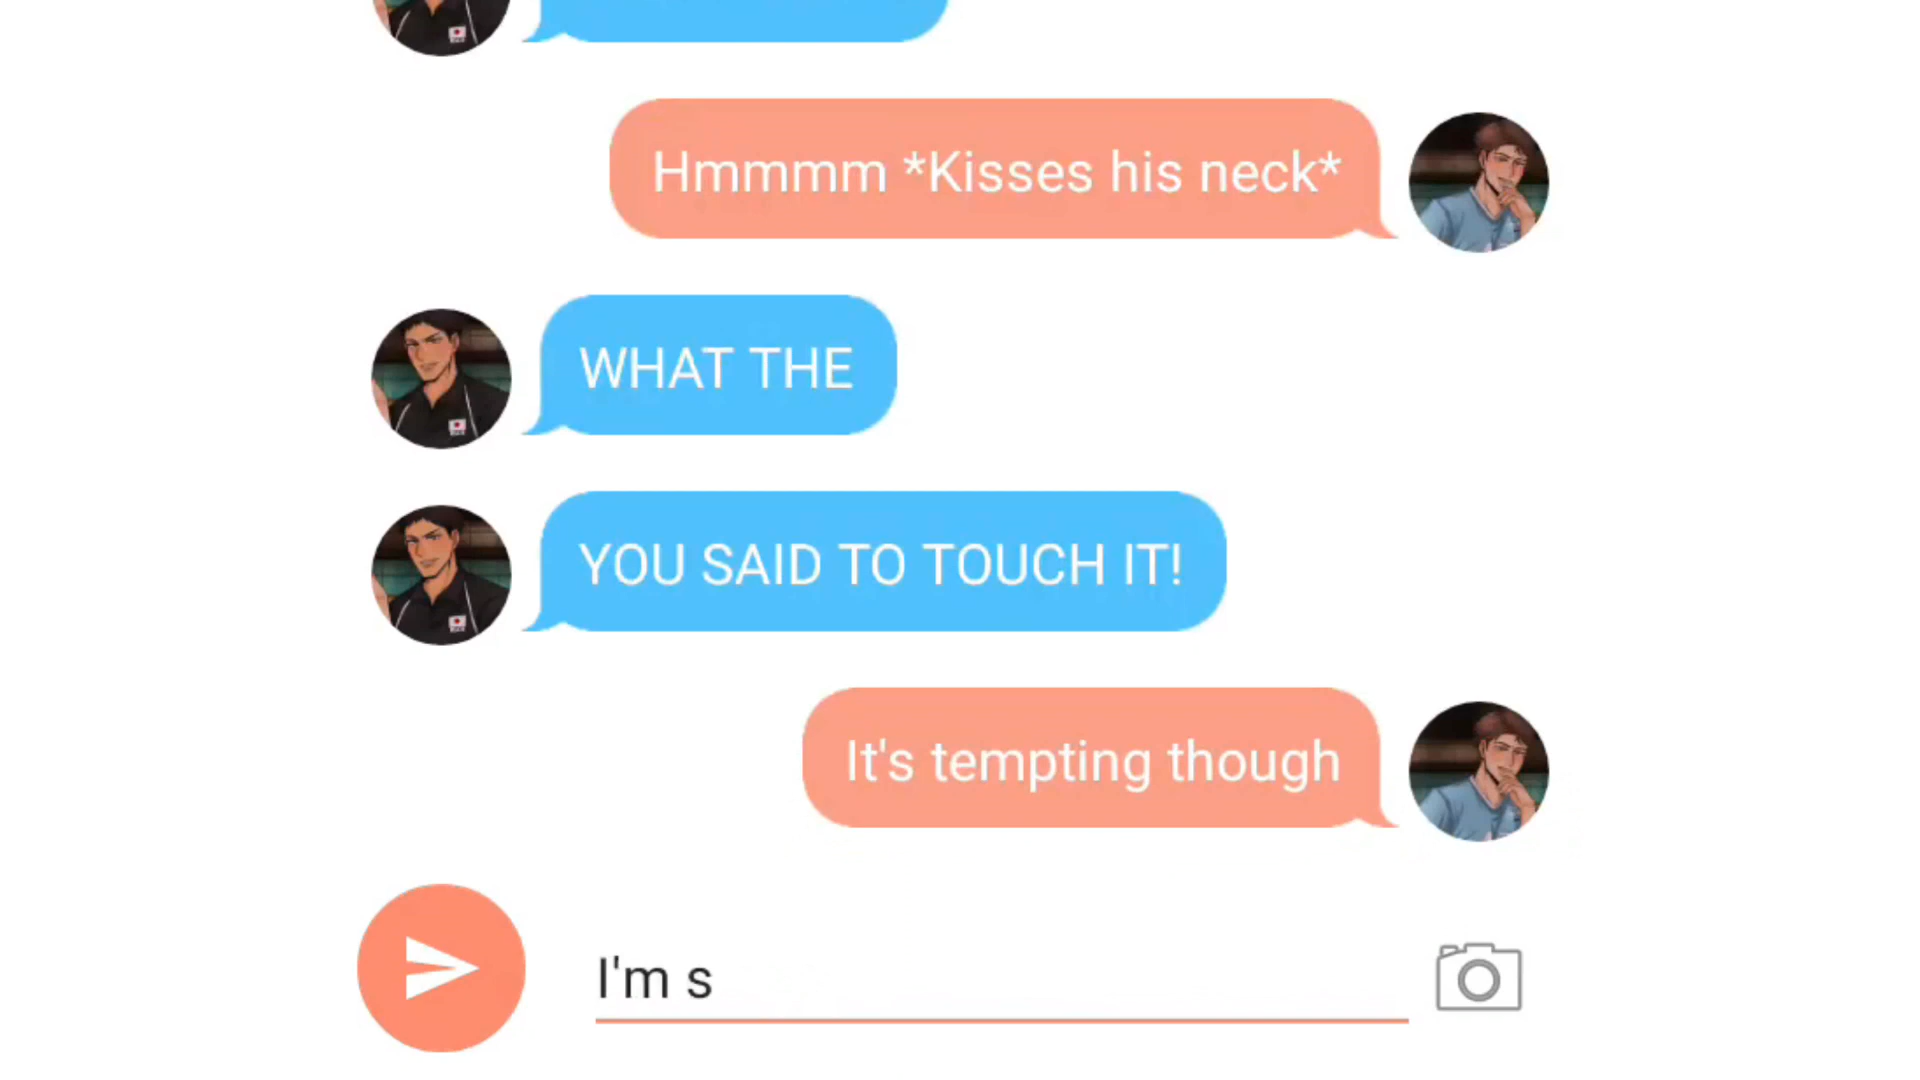 Hmmmm *Kisses his neck*
WHAT THE
YOU SAID TO TOUCH IT!
It's tempting though
I'm s